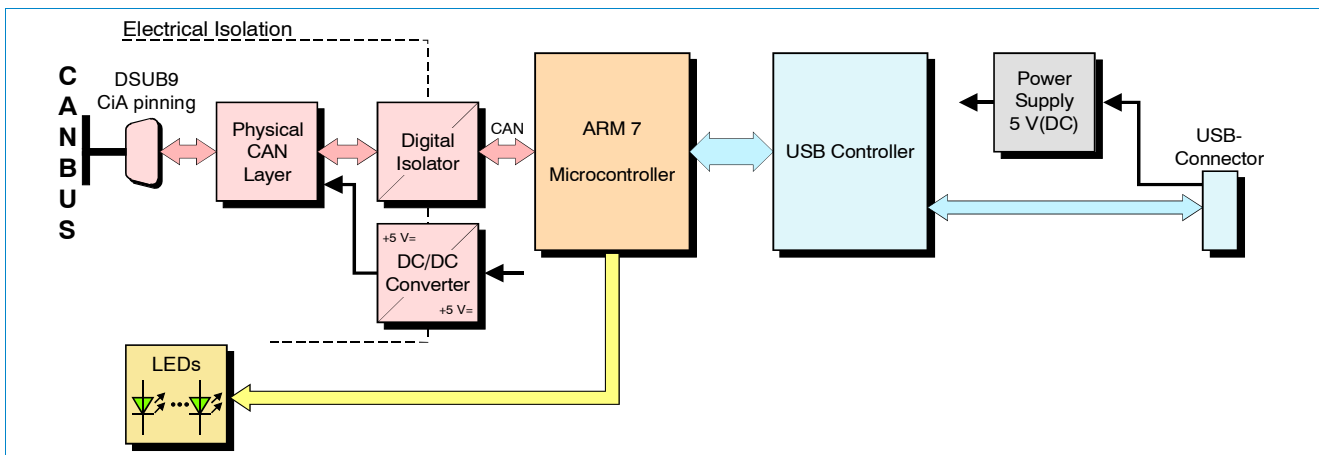 Electrical Isolation
C
A
N
B
U
S
DSUB9
CiA pinning
Physical
CAN
Layer
Digital
Isolator
CAN
ARM 7
Microcontroller
USB Controller
Power
Supply
5 V(DC)
USB-
Connector
+5 V=
DC/DC
Converter
+5 V=
LEDs